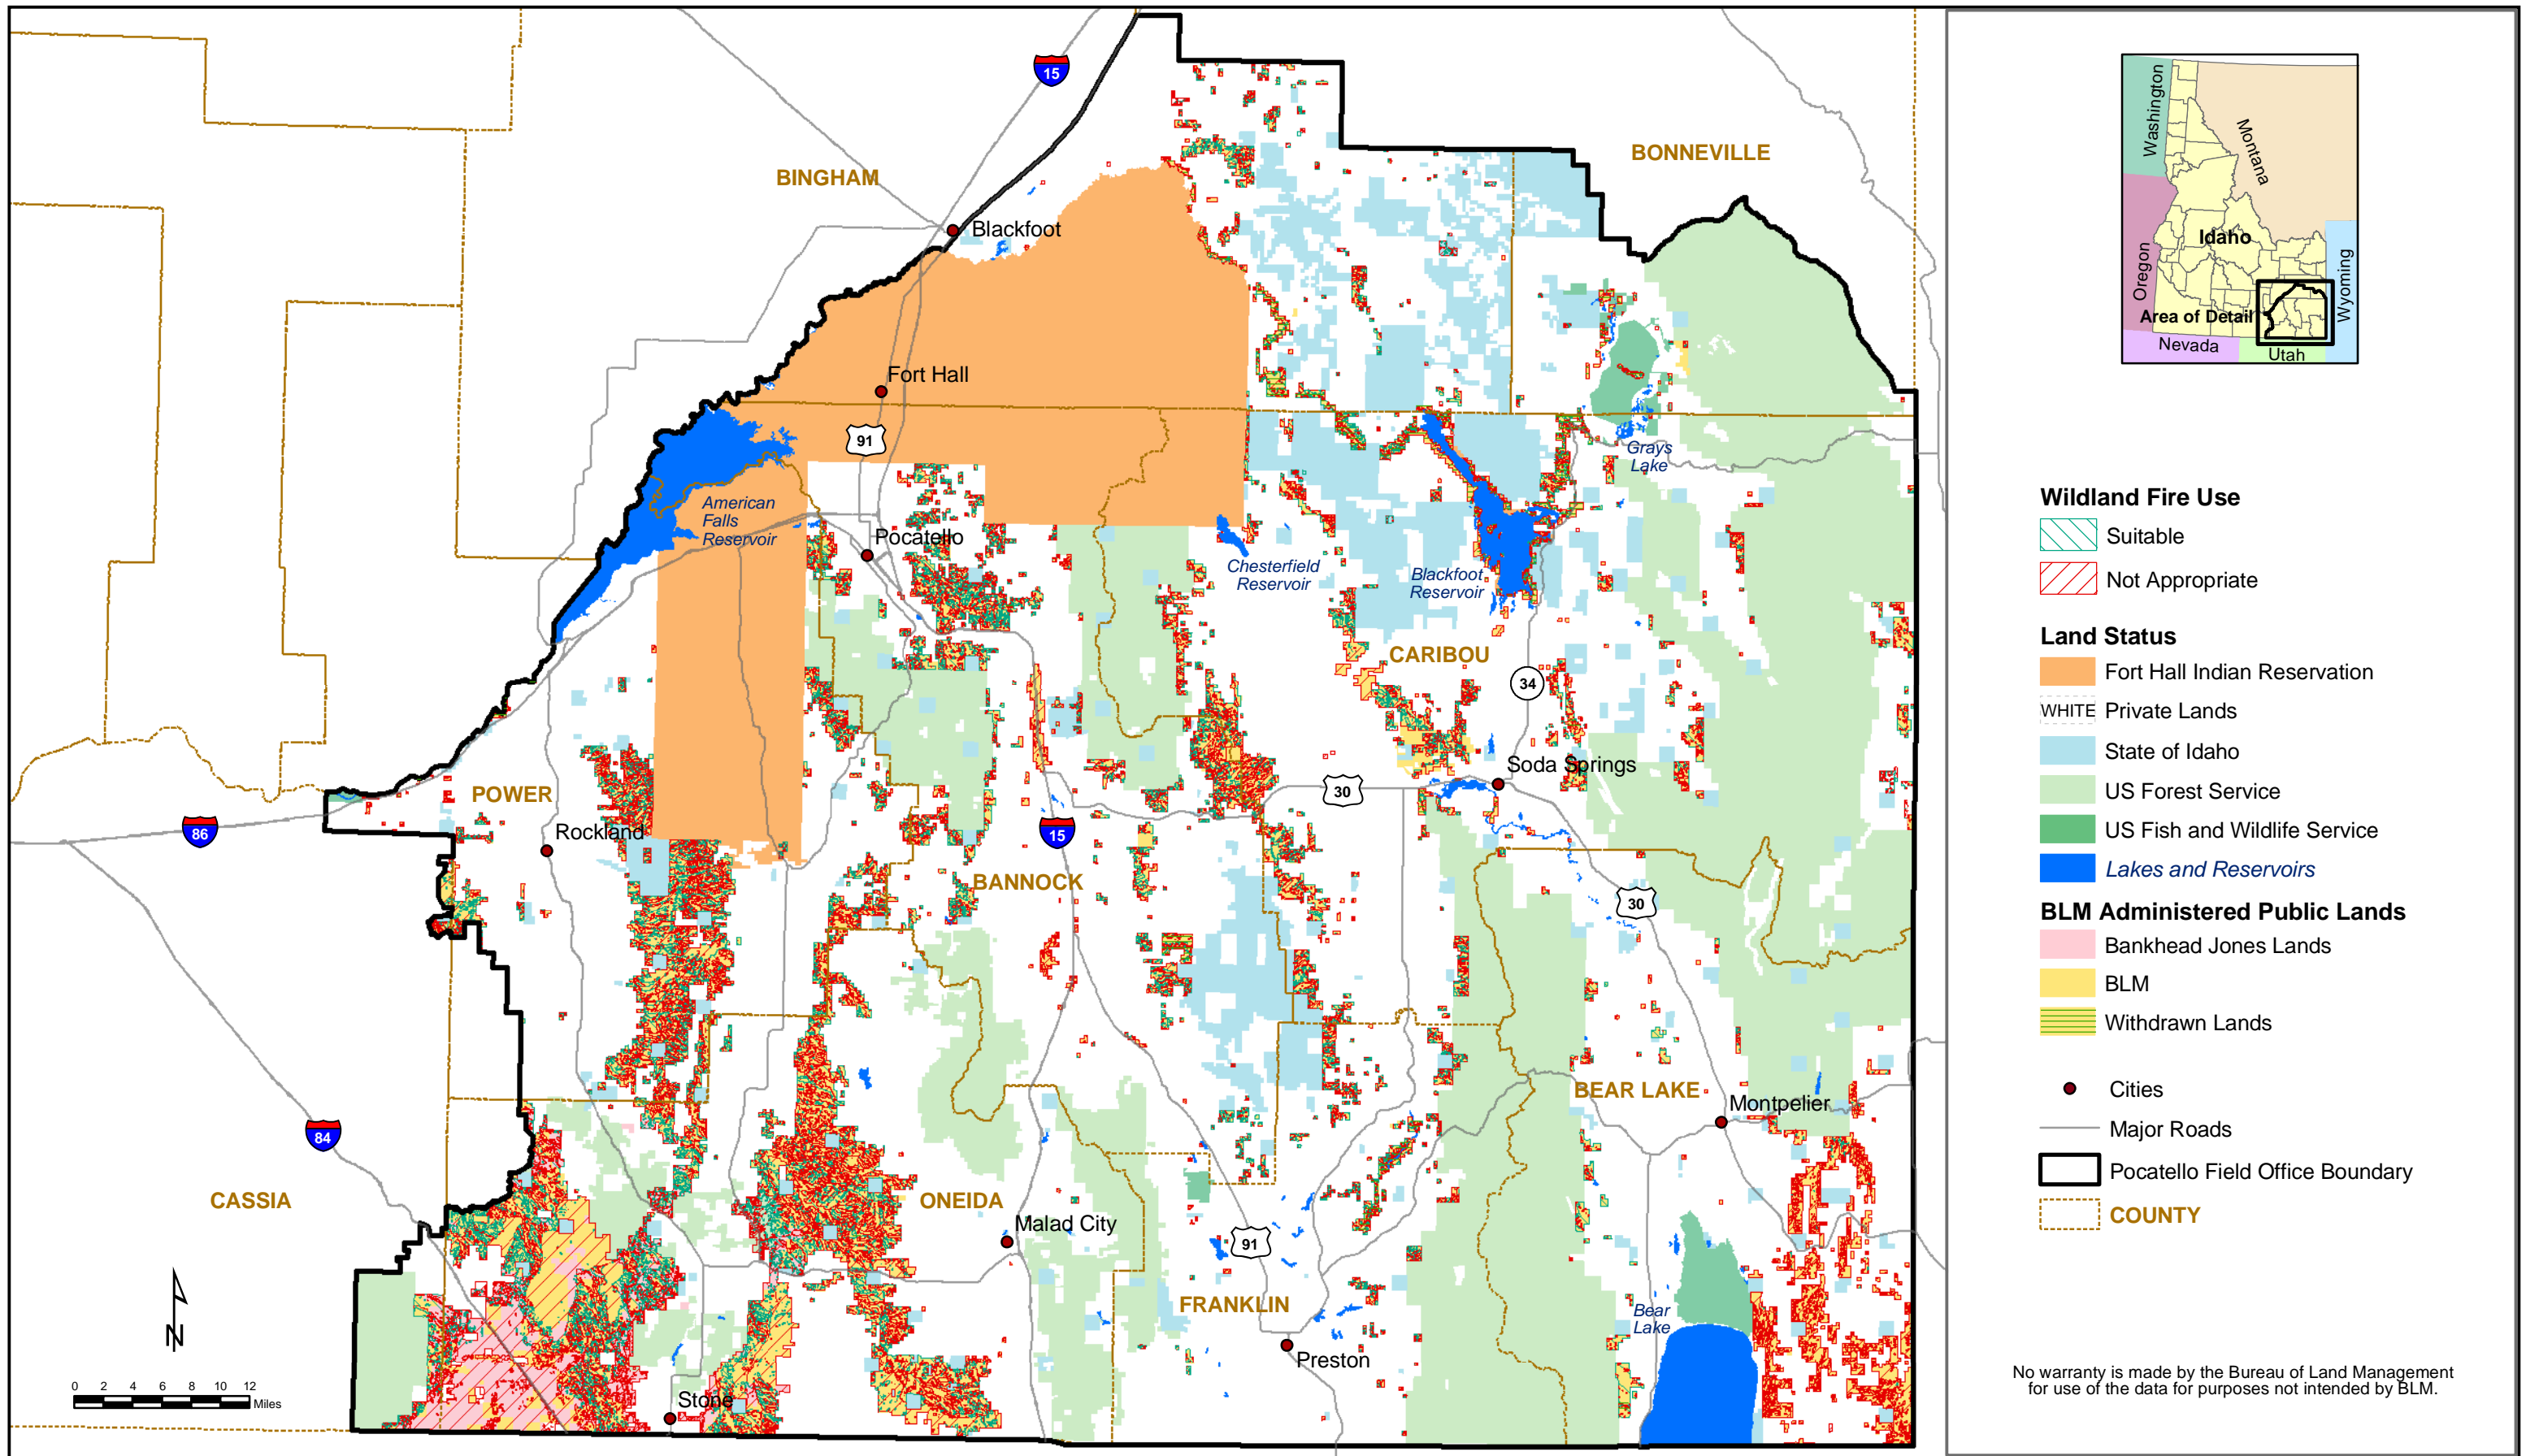 15
BONNEVILLE
BINGHAM
Blackfoot
Fort Hall
91
Grays
Lake
American
Falls
Reservoir
Pocatello
Chesterfield
Reservoir
Blackfoot
Reservoir
CARIBOU
34
Soda Springs
30
POWER
86
Rockland
15
BANNOCK
30
BEAR LAKE
Montpelier
84
CASSIA
ONEIDA
Malad City
91
FRANKLIN
Bear
Lake
Preston
Stone
N
0 2 4 6 8 10 12
Miles
Washington
Montana
Idaho
Oregon
Wyoming
Area of Detail
Nevada
Utah
Wildland Fire Use
Suitable
Not Appropriate
Land Status
Fort Hall Indian Reservation
WHITE Private Lands
State of Idaho
US Forest Service
US Fish and Wildlife Service
Lakes and Reservoirs
BLM Administered Public Lands
Bankhead Jones Lands
BLM
Withdrawn Lands
Cities
Major Roads
Pocatello Field Office Boundary
COUNTY
No warranty is made by the Bureau of Land Management
for use of the data for purposes not intended by BLM.